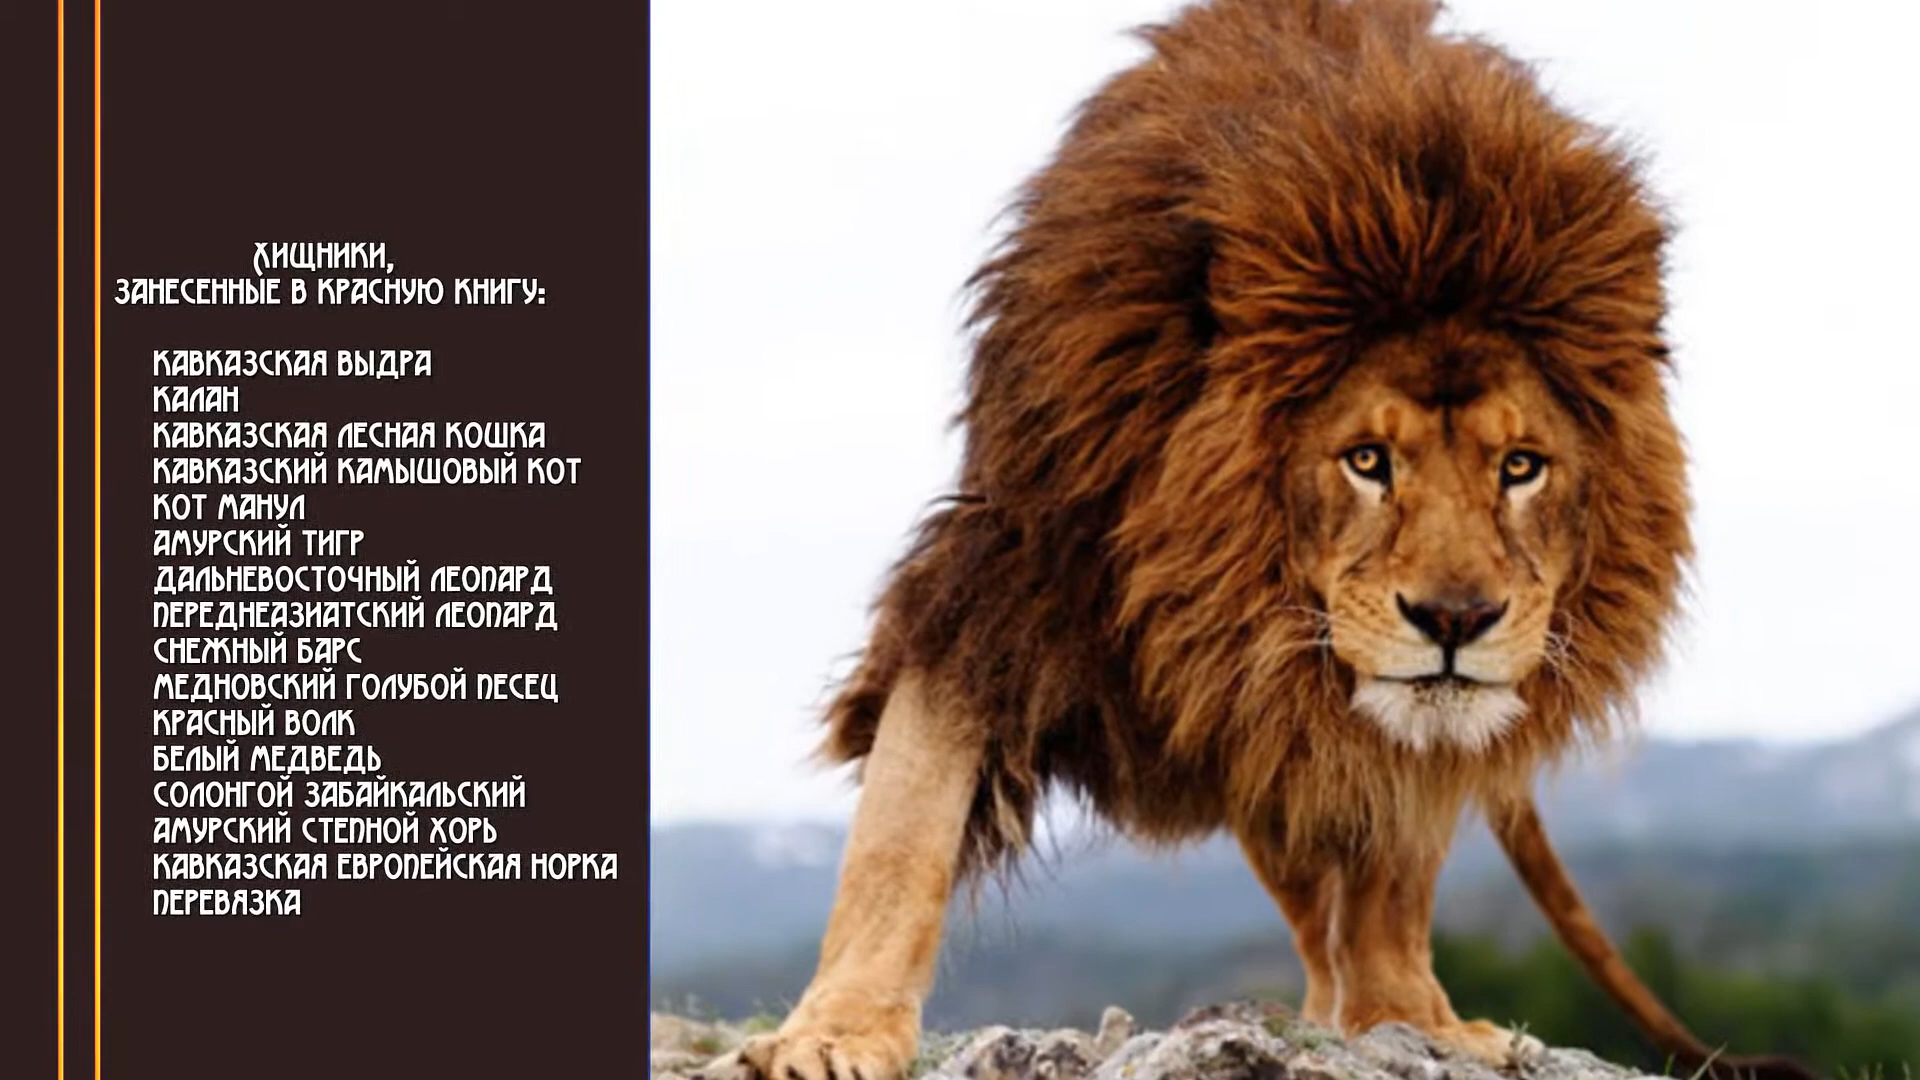 ХИЩНИКИ,
ЗАНЕСЕННЫЕ В КРАСНУЮ КНИГУ:
КАВКАЗСКАЯ ВЫДРА
КАЛАН
КАВКАЗСКАЯ ЛЕСНАЯ КОШКА
КАВКАЗСКИЙ КАМЫШОВЫЙ КОТ
КОТ МАНУЛ
АМУРСКИЙ ТИГР
ДАЛЬНЕВОСТОЧНЫЙ ЛЕОПАРД
ПЕРЕДНЕАЗИАТСКИЙ ЛЕОПАРД
СНЕЖНЫЙ БАРС
МЕДНОВСКИЙ ГОЛУБОЙ ПЕСЕЦ
КРАСНЫЙ ВОЛК
БЕЛЫЙ МЕДВЕДЬ
СОЛОНГОЙ ЗАБАЙКАЛЬСКИЙ
АМУРСКИЙ СТЕПНОЙ ХОРЬ
КАВКАЗСКАЯ ЕВРОПЕЙСКАЯ НОРКА
ПЕРЕВЯЗКА